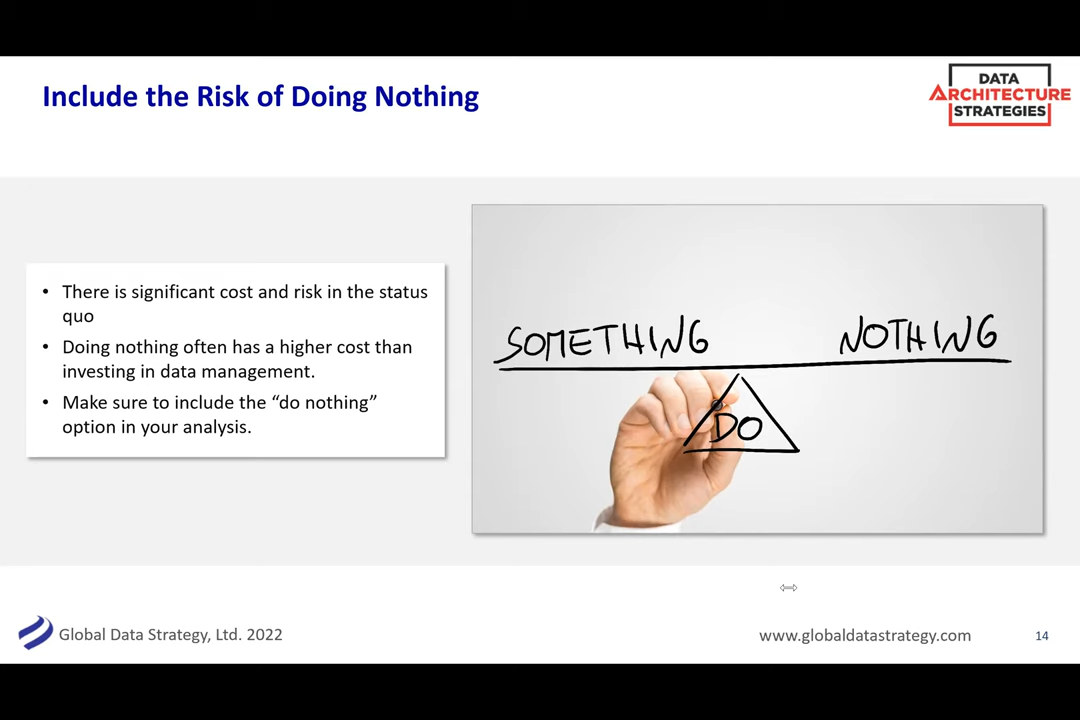 Include the Risk of Doing Nothing
DATA
ARCHITECTURE
STRATEGIES
• There is significant cost and risk in the status
quo
• Doing nothing often has a higher cost than
investing in data management.
• Make sure to include the “do nothing”
option in your analysis.
SOMETHING NOTHING
DO
Global Data Strategy, Ltd. 2022
www.globaldatastrategy.com
14